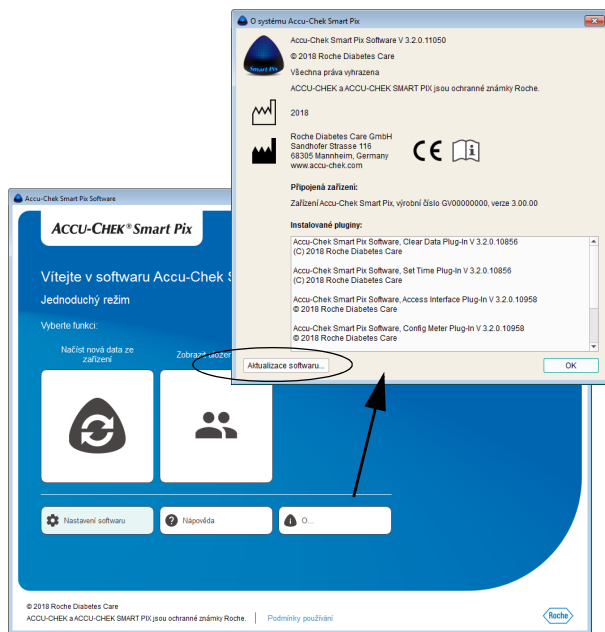 O systému Accu-Chek Smart Pix
Smart Pix
Accu-Chek Smart Pix Software V 3.2.0.11050
© 2018 Roche Diabetes Care
Všechna práva vyhrazena
ACCU-CHEK a ACCU-CHEK SMART PIX jsou ochranné známky Roche.
2018
Roche Diabetes Care GmbH
Sandhofer Strasse 116
68305 Mannheim, Germany
www.accu-chek.com
CE
Připojená zařízení:
Zařízení Accu-Chek Smart Pix, výrobní číslo GV00000000, verze 3.00.00
Instalované pluginy:
Accu-Chek Smart Pix Software, Clear Data Plug-In V 3.2.0.10856
(C) 2018 Roche Diabetes Care
Accu-Chek Smart Pix Software, Set Time Plug-In V 3.2.0.10856
(C) 2018 Roche Diabetes Care
Accu-Chek Smart Pix Software, Access Interface Plug-In V 3.2.0.10958
© 2018 Roche Diabetes Care
Accu-Chek Smart Pix Software, Config Meter Plug-In V 3.2.0.10958
© 2018 Roche Diabetes Care
Aktualizace softwaru...
OK
Accu-Chek Smart Pix Software
ACCU-CHEK® Smart Pix
Vítejte v softwaru Accu-Chek
Jednoduchý režim
Vyberte funkci:
Načíst nová data ze
zařízení
Zobrazit
Nastavení softwaru
Nápověda
O...
© 2018 Roche Diabetes Care
ACCU-CHEK a ACCU-CHEK SMART PIX jsou ochranné známky Roche.
Podmínky používání
Roche